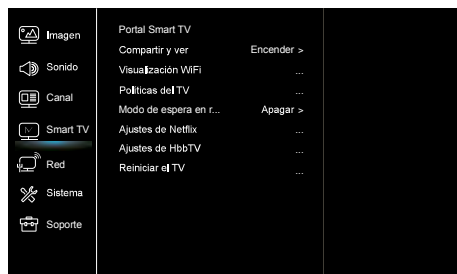 Imagen
Sonido
Canal
Smart TV
Red
Sistema
Soporte
Portal Smart TV
Compartir y ver Encender >
Visualización WiFi ...
Políticas del TV ...
Modo de espera en r... Apagar >
Ajustes de Netflix ...
Ajustes de HbbTV ...
Reiniciar el TV ...